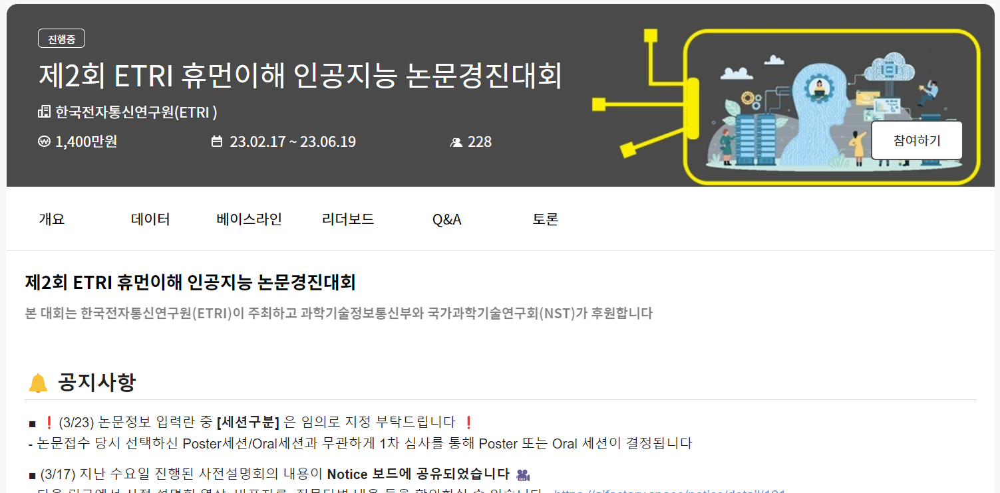 진행중
제2회 ETRI 휴먼이해 인공지능 논문경진대회
한국전자통신연구원(ETRI )
1,400만원 23.02.17 ~ 23.06.19 228
참여하기
개요 데이터 베이스라인 리더보드 Q&A 토론
제2회 ETRI 휴먼이해 인공지능 논문경진대회
본 대회는 한국전자통신연구원(ETRI)이 주최하고 과학기술정보통신부와 국가과학기술연구회(NST)가 후원합니다
🔔 공지사항
■ ❗ (3/23) 논문정보 입력란 중 [세션구분] 은 임의로 지정 부탁드립니다 ❗
- 논문접수 당시 선택하신 Poster세션/Oral세션과 무관하게 1차 심사를 통해 Poster 또는 Oral 세션이 결정됩니다
■ (3/17) 지난 수요일 진행된 사전설명회의 내용이 Notice 보드에 공유되었습니다 🎥